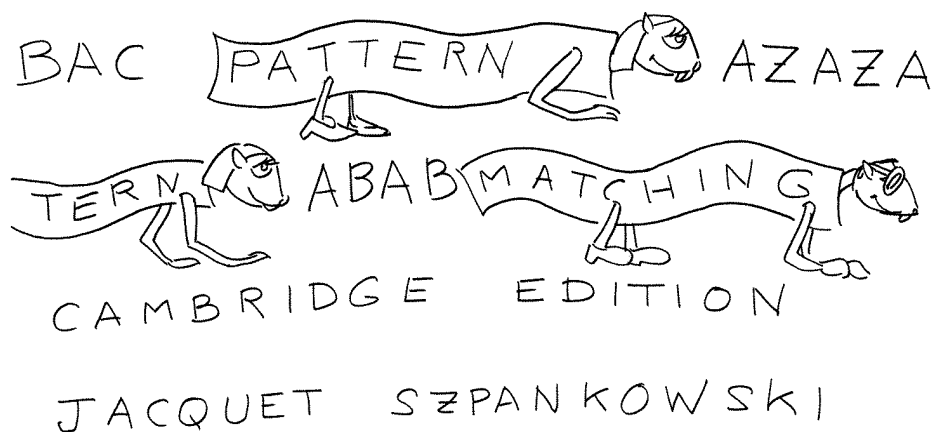 BAC PATTERN AZAZA
TERN ABAB MATCHING
CAMBRIDGE EDITION
JACQUET SZPANKOWSKI